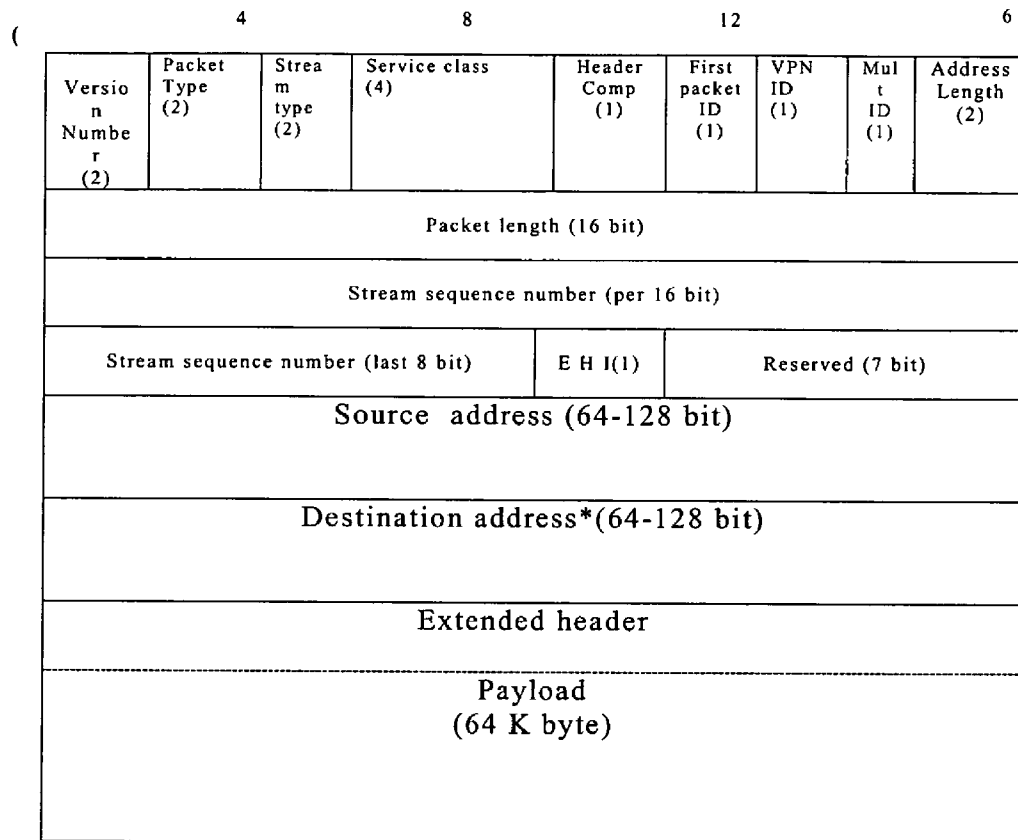 4 8 12 6
(
Versio
n
Numbe
r
(2)
Packet
Type
(2)
Strea
m
type
(2)
Service class
(4)
Header
Comp
(1)
First
packet
ID
(1)
VPN
ID
(1)
Mul
t
ID
(1)
Address
Length
(2)
Packet length (16 bit)
Stream sequence number (per 16 bit)
Stream sequence number (last 8 bit)
E H I(1)
Reserved (7 bit)
Source address (64-128 bit)
Destination address*(64-128 bit)
Extended header
Payload
(64 K byte)